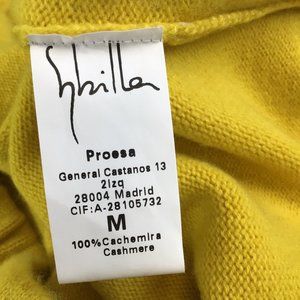 Sybilla
Proesa
General Castanos 13
2Izq
28004 Madrid
CIF:A-28105732
M
100%Cachemira
Cashmere